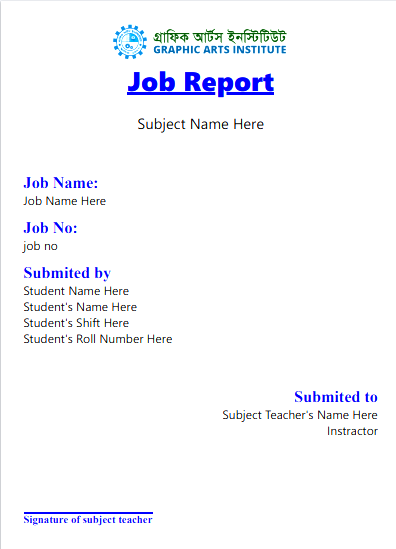 গ্রাফিক আর্টস ইনস্টিটিউট
GRAPHIC ARTS INSTITUTE
Job Report
Subject Name Here
Job Name:
Job Name Here
Job No:
job no
Submited by
Student Name Here
Student's Name Here
Student's Shift Here
Student's Roll Number Here
Submited to
Subject Teacher's Name Here
Instractor
Signature of subject teacher